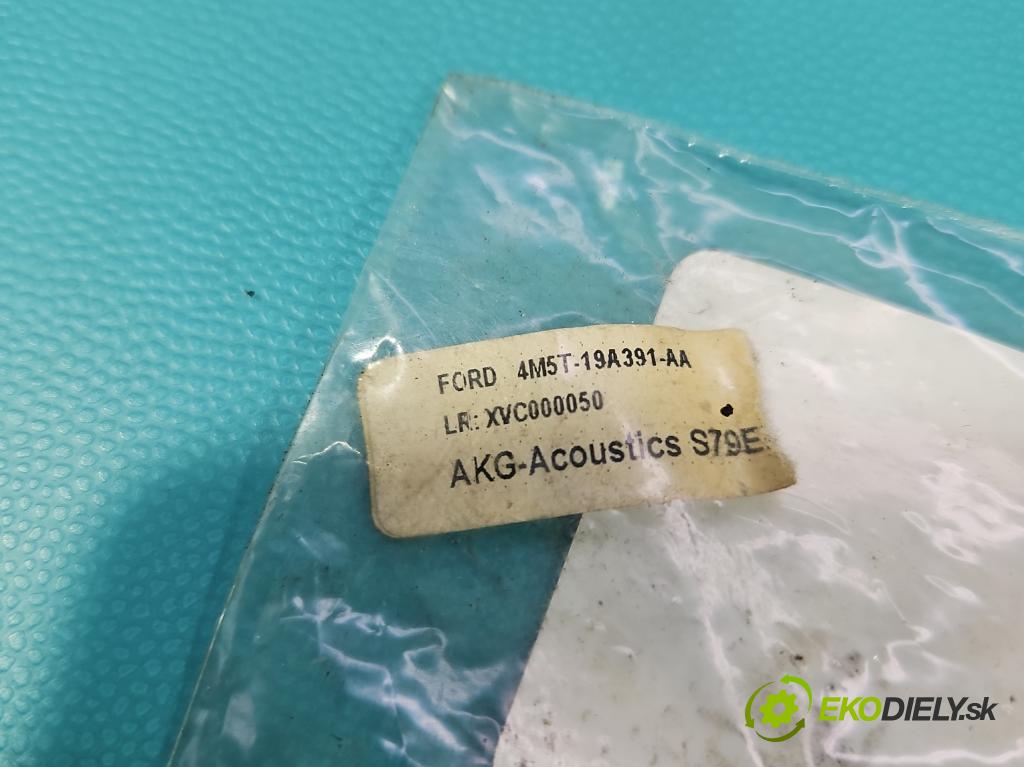 FORD 4M5T-19A391-AA
LR: XVC000050
AKG-Acoustics S79E
EKODIELY.sk